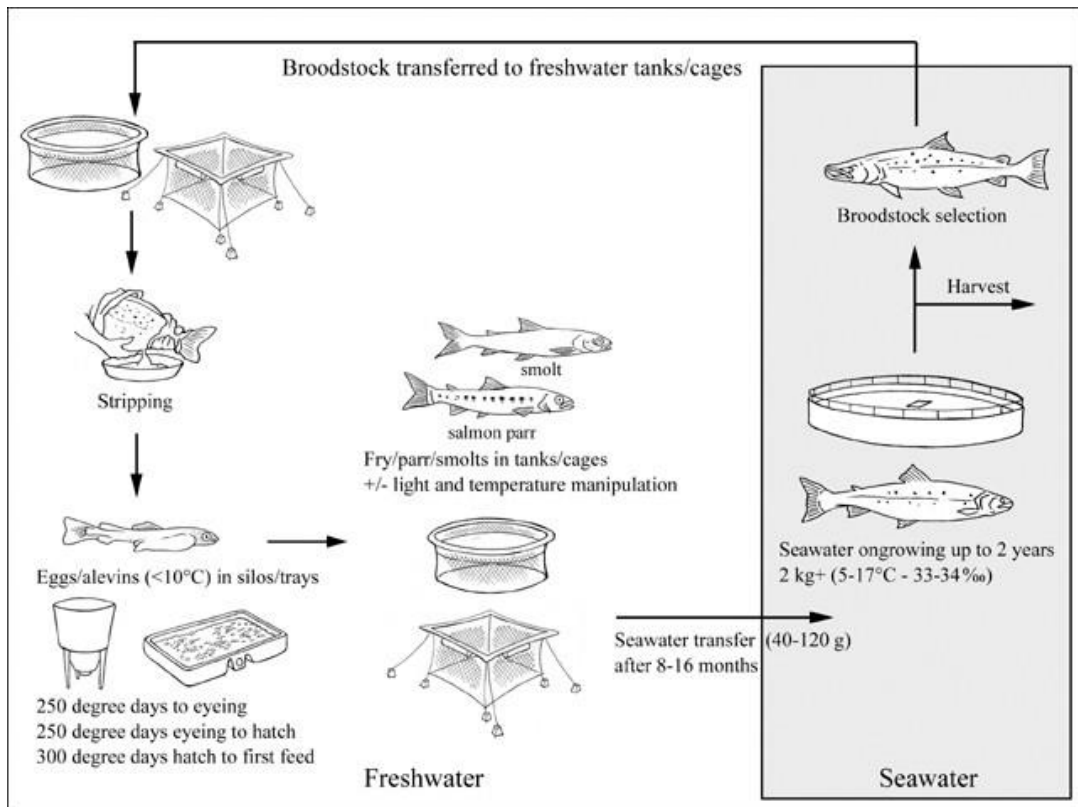 Broodstock transferred to freshwater tanks/cages
Broodstock selection
Harvest
Stripping
smolt
salmon parr
Fry/parr/smolts in tanks/cages
+/- light and temperature manipulation
Eggs/alevins (<10°C) in silos/trays
250 degree days to eyeing
250 degree days eyeing to hatch
300 degree days hatch to first feed
Seawater transfer (40-120 g)
after 8-16 months
Seawater ongrowing up to 2 years
2 kg+ (5-17°C - 33-34‰)
Freshwater
Seawater